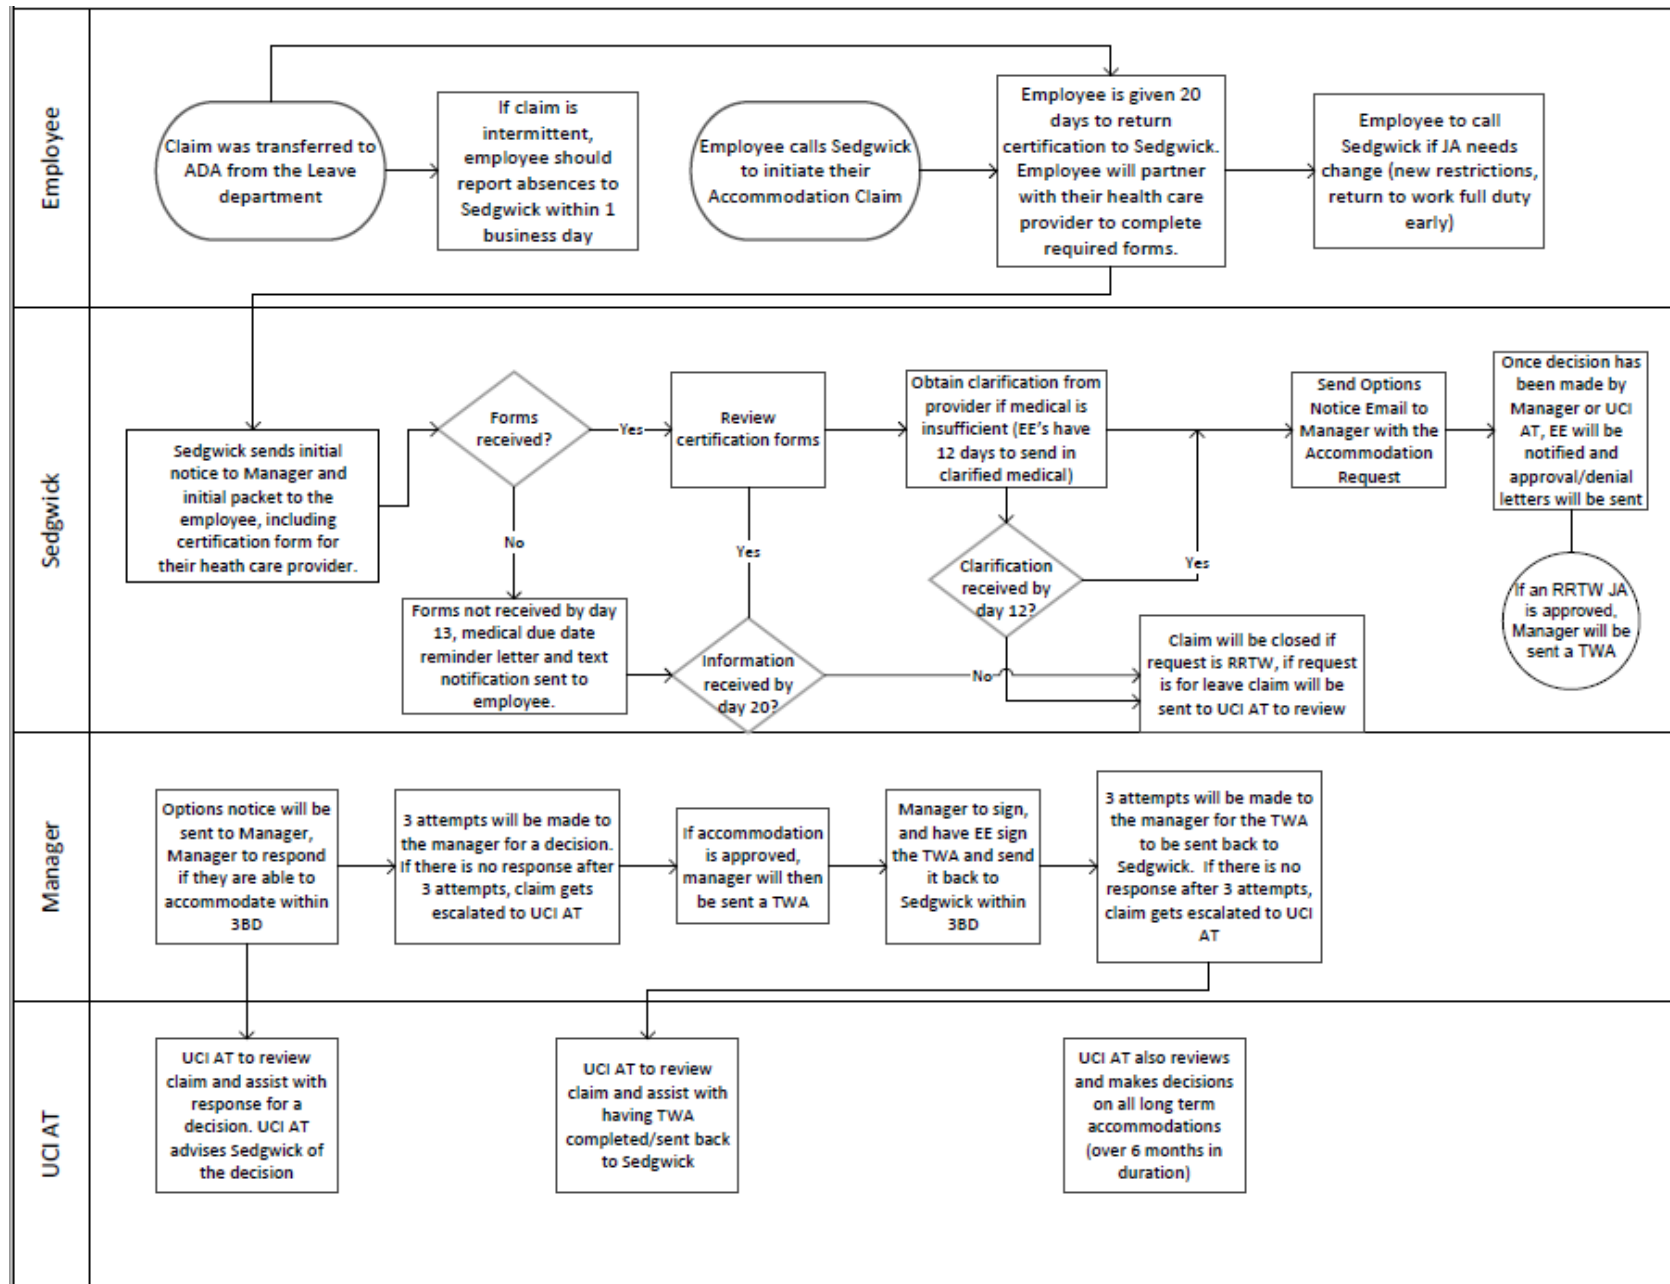 Employee
Claim was transferred to
ADA from the Leave
department
If claim is
intermittent,
employee should
report absences to
Sedgwick within 1
business day
Employee calls Sedgwick
to initiate their
Accommodation Claim
Employee is given 20
days to return
certification to Sedgwick.
Employee will partner
with their health care
provider to complete
required forms.
Employee to call
Sedgwick if JA needs
change (new restrictions,
return to work full duty
early)
Sedgwick
Sedgwick sends initial
notice to Manager and
initial packet to the
employee, including
certification form for
their heath care provider.
Forms
received?
Yes
No
Forms not received by day
13, medical due date
reminder letter and text
notification sent to
employee.
Review
certification forms
Yes
Information
received by
day 20?
No
Obtain clarification from
provider if medical is
insufficient (EE's have
12 days to send in
clarified medical)
Clarification
received by
day 12?
Yes
Claim will be closed if
request is RRTW, if request
is for leave claim will be
sent to UCI AT to review
Send Options
Notice Email to
Manager with the
Accommodation
Request
Once decision has
been made by
Manager or UCI
AT, EE will be
notified and
approval/denial
letters will be sent
If an RRTW JA
is approved,
Manager will be
sent a TWA
Manager
Options notice will be
sent to Manager,
Manager to respond
if they are able to
accommodate within
3BD
3 attempts will be made to
the manager for a decision.
If there is no response after
3 attempts, claim gets
escalated to UCI AT
If accommodation
is approved,
manager will then
be sent a TWA
Manager to sign,
and have EE sign
the TWA and send
it back to
Sedgwick within
3BD
3 attempts will be made to
the manager for the TWA
to be sent back to
Sedgwick. If there is no
response after 3 attempts,
claim gets escalated to UCI
AT
UCI AT
UCI AT to review
claim and assist with
response for a
decision. UCI AT
advises Sedgwick of
the decision
UCI AT to review
claim and assist with
having TWA
completed/sent back
to Sedgwick
UCI AT also reviews
and makes decisions
on all long term
accommodations
(over 6 months in
duration)